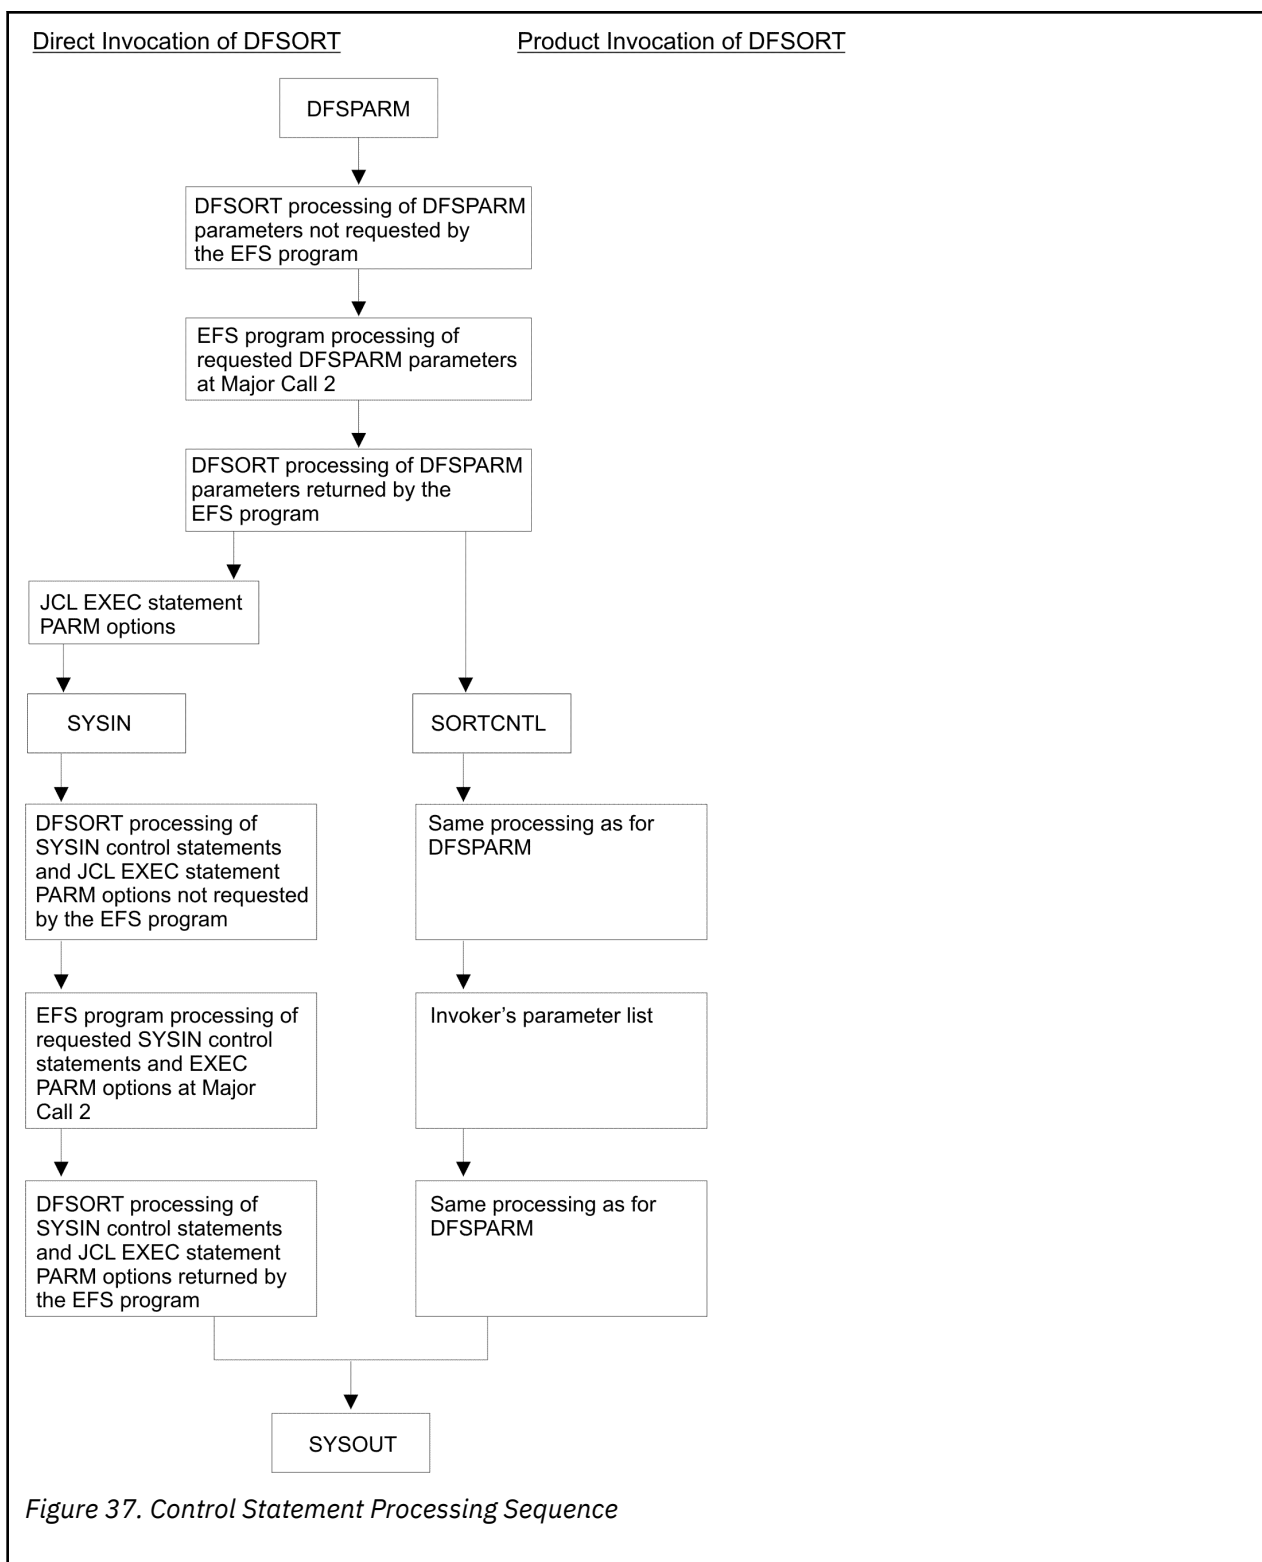 Direct Invocation of DFSORT
Product Invocation of DFSORT
DFSPARM
DFSORT processing of DFSPARM
parameters not requested by
the EFS program
EFS program processing of
requested DFSPARM parameters
at Major Call 2
DFSORT processing of DFSPARM
parameters returned by the
EFS program
JCL EXEC statement
PARM options
SYSIN
SORTCNTL
DFSORT processing of
SYSIN control statements
and JCL EXEC statement
PARM options not requested
by the EFS program
Same processing as for
DFSPARM
EFS program processing of
requested SYSIN control
statements and EXEC
PARM options at Major
Call 2
Invoker’s parameter list
DFSORT processing of
SYSIN control statements
and JCL EXEC statement
PARM options returned by
the EFS program
Same processing as for
DFSPARM
SYSOUT
Figure 37. Control Statement Processing Sequence